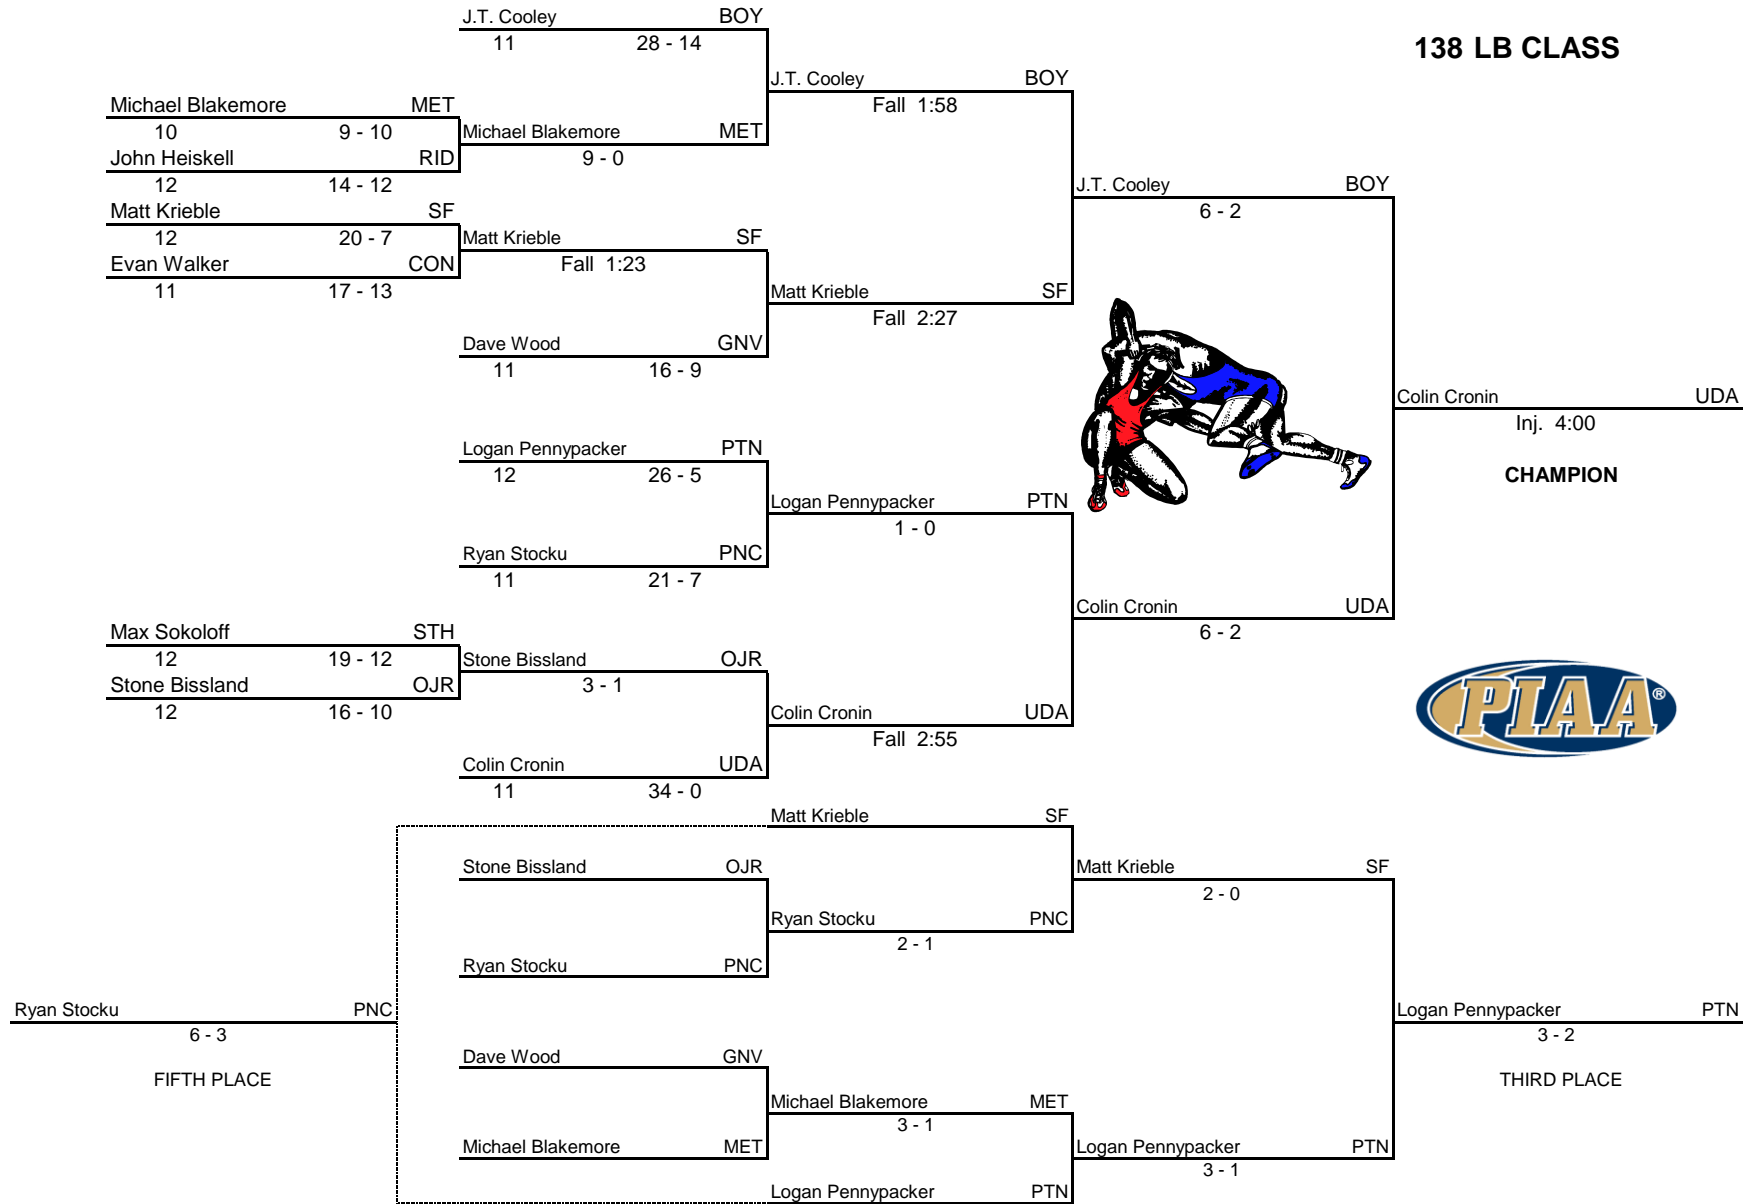 138 LB CLASS
J.T. Cooley BOY
11 28 - 14
Michael Blakemore MET
10 9 - 10
John Heiskell RID
12 14 - 12
Matt Krieble SF
12 20 - 7
Evan Walker CON
11 17 - 13
Michael Blakemore MET
9 - 0
Matt Krieble SF
Fall 1:23
Dave Wood GNV
11 16 - 9
J.T. Cooley BOY
Fall 1:58
Matt Krieble SF
Fall 2:27
J.T. Cooley BOY
6 - 2
Logan Pennypacker PTN
12 26 - 5
Ryan Stocku PNC
11 21 - 7
Max Sokoloff STH
12 19 - 12
Stone Bissland OJR
12 16 - 10
Stone Bissland OJR
3 - 1
Colin Cronin UDA
11 34 - 0
Logan Pennypacker PTN
1 - 0
Colin Cronin UDA
Fall 2:55
Colin Cronin UDA
6 - 2
Colin Cronin UDA
Inj. 4:00
CHAMPION
PIAA®
Matt Krieble SF
Stone Bissland OJR
Ryan Stocku PNC
Ryan Stocku PNC
2 - 1
Matt Krieble SF
2 - 0
Dave Wood GNV
Michael Blakemore MET
Michael Blakemore MET
3 - 1
Logan Pennypacker PTN
Logan Pennypacker PTN
3 - 1
Logan Pennypacker PTN
3 - 2
THIRD PLACE
Ryan Stocku PNC
6 - 3
FIFTH PLACE